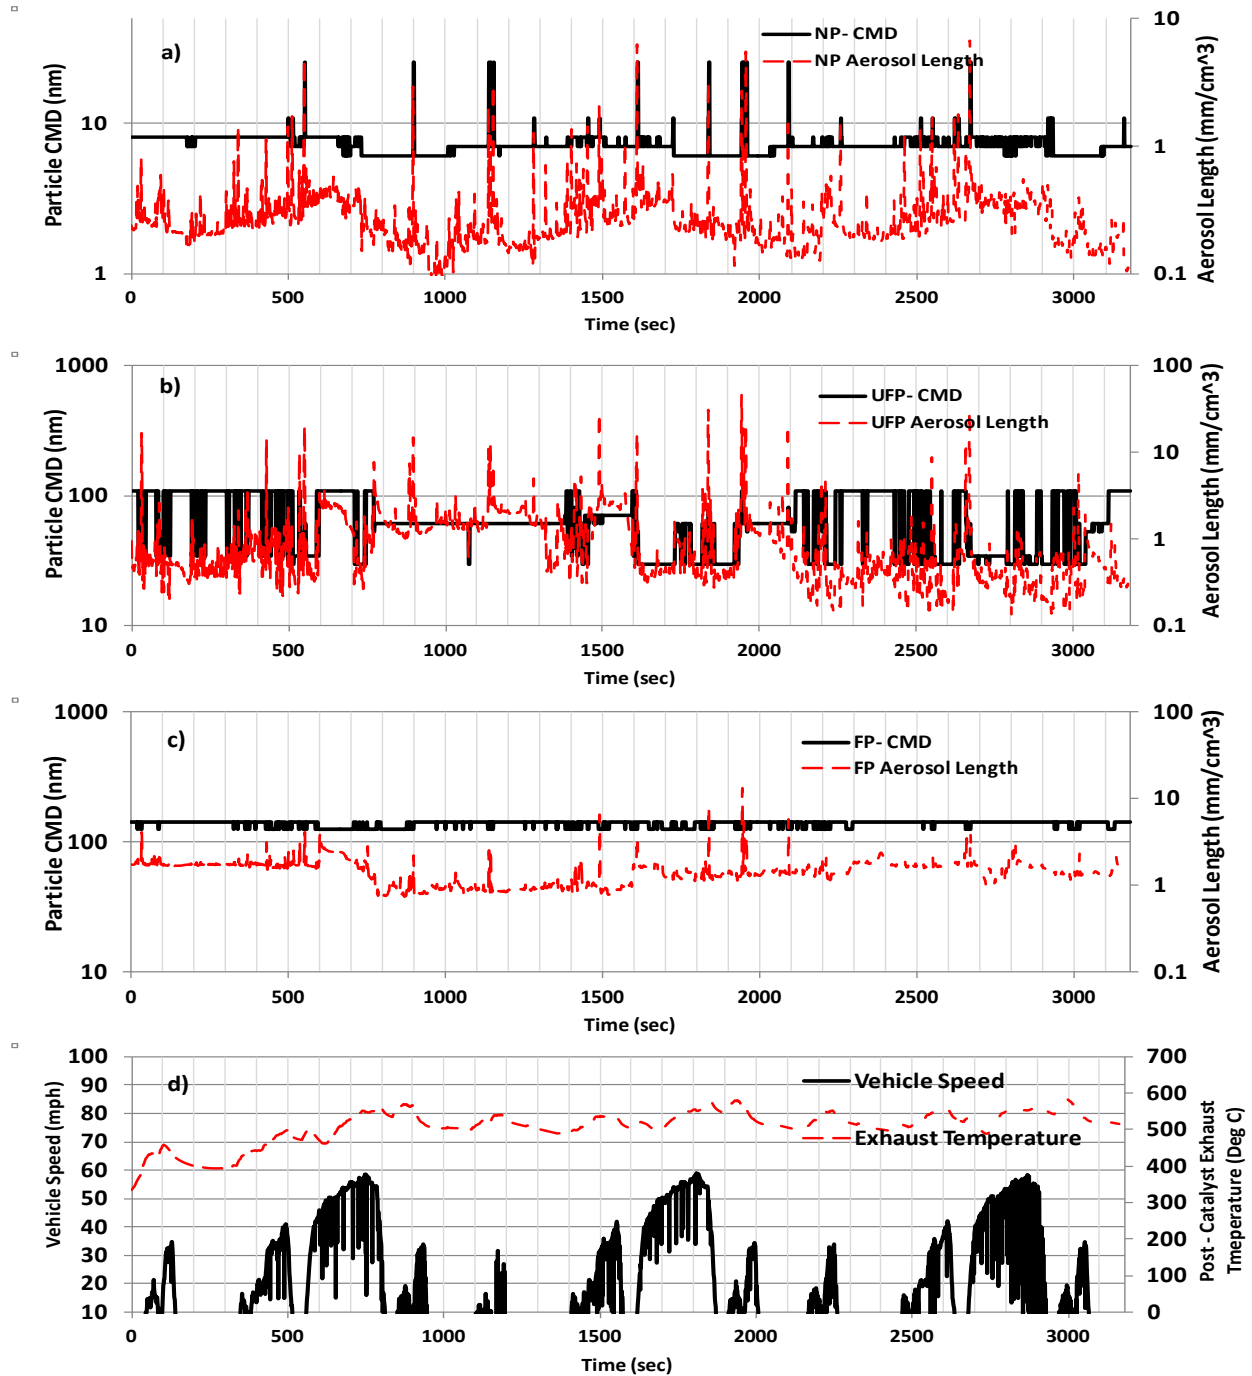 a)
NP- CMD
NP Aerosol Length
Particle CMD (nm)
10
1
10
1
0.1
Aerosol Length (mm/cm^3)
0 500 1000 1500 2000 2500 3000
Time (sec)
b)
UFP- CMD
UFP Aerosol Length
Particle CMD (nm)
1000
100
10
100
10
1
0.1
Aerosol Length (mm/cm^3)
0 500 1000 1500 2000 2500 3000
Time (sec)
c)
FP- CMD
FP Aerosol Length
Particle CMD (nm)
1000
100
10
100
10
1
0.1
Aerosol Length (mm/cm^3)
0 500 1000 1500 2000 2500 3000
Time (sec)
d)
Vehicle Speed
Exhaust Temperature
Vehicle Speed (mph)
100
90
80
70
60
50
40
30
20
10
700
600
500
400
300
200
100
0
Post - Catalyst Exhaust
Tmeperature (Deg C)
0 500 1000 1500 2000 2500 3000
Time (sec)